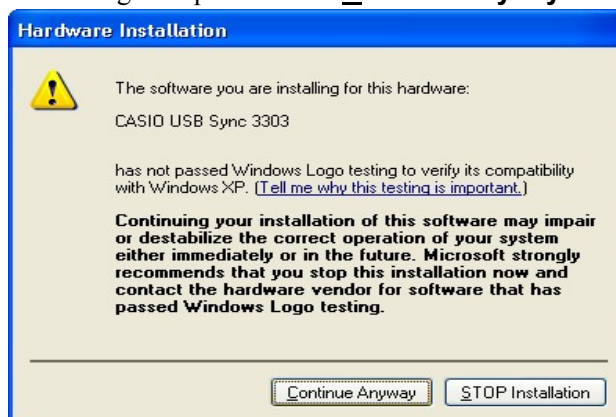 Hardware Installation
The software you are installing for this hardware:
CASIO USB Sync 3303
has not passed Windows Logo testing to verify its compatibility
with Windows XP. (Tell me why this testing is important.)
Continuing your installation of this software may impair
or destabilize the correct operation of your system
either immediately or in the future. Microsoft strongly
recommends that you stop this installation now and
contact the hardware vendor for software that has
passed Windows Logo testing.
Continue Anyway STOP Installation